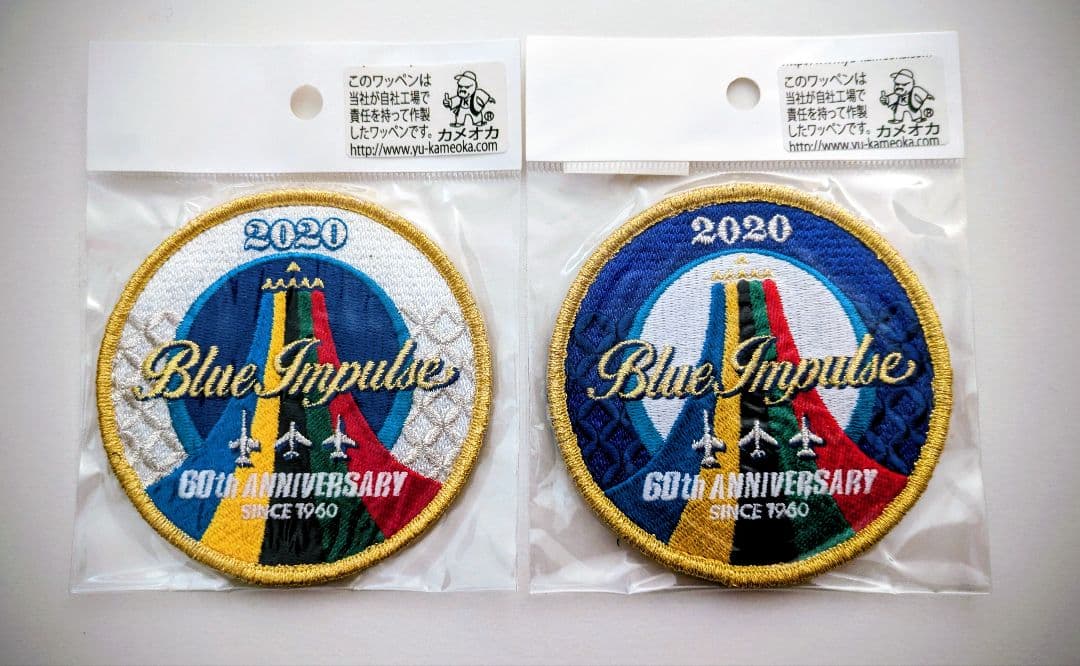 このワッペンは
当社が自社工場で
責任を持って作製
したワッペンです。
カメオカ
®
http://www.yu-kameoka.com
2020
Blue Impulse
60th ANNIVERSARY
SINCE 1960
このワッペンは
当社が自社工場で
責任を持って作製
したワッペンです。
カメオカ
®
http://www.yu-kameoka.com
2020
Blue Impulse
60th ANNIVERSARY
SINCE 1960